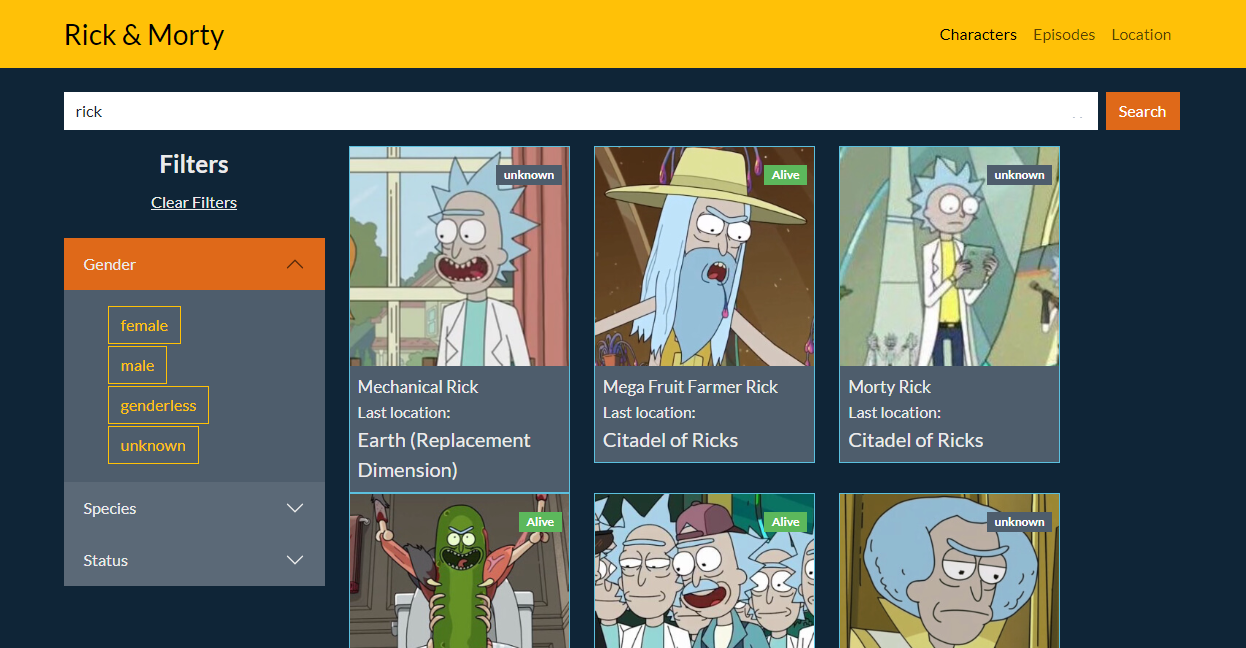 Rick & Morty
Characters Episodes Location
rick
Search
Filters
Clear Filters
Gender
female
male
genderless
unknown
Species
Status
unknown
Mechanical Rick
Last location:
Earth (Replacement
Dimension)
Alive
Mega Fruit Farmer Rick
Last location:
Citadel of Ricks
unknown
Morty Rick
Last location:
Citadel of Ricks
Alive
Alive
unknown